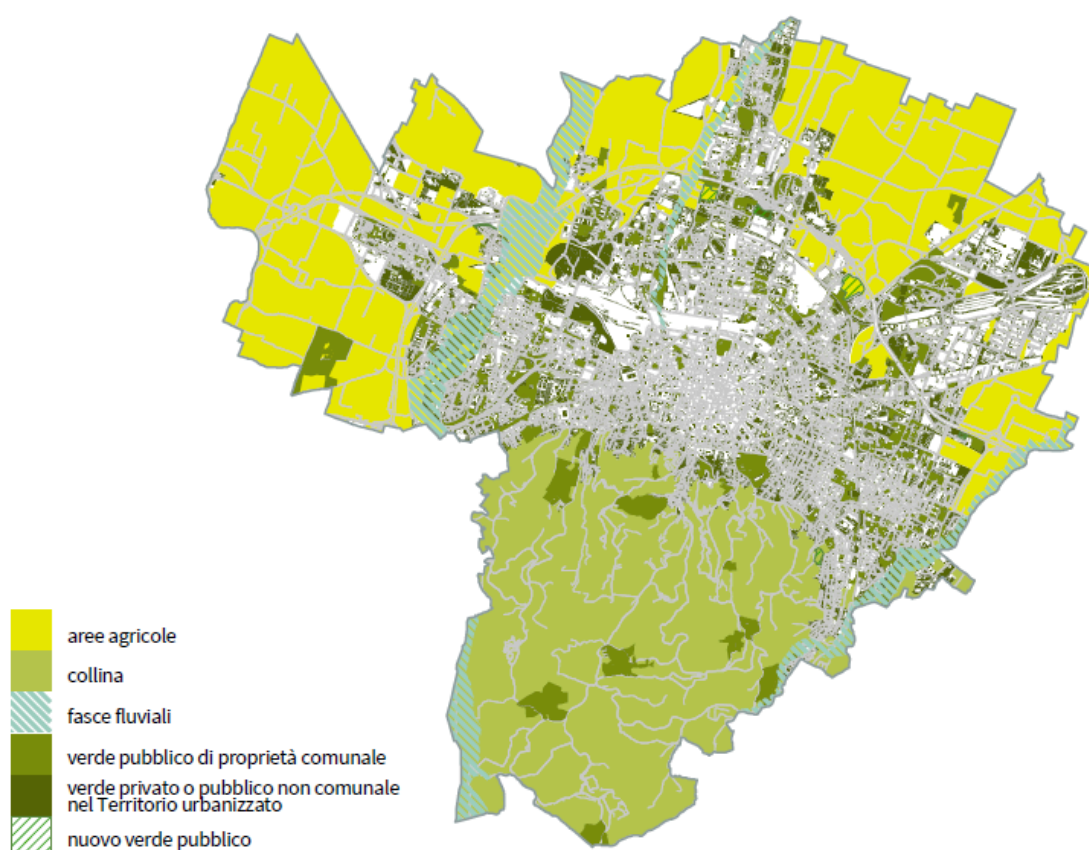 aree agricole
collina
fasce fluviali
verde pubblico di proprietà comunale
verde privato o pubblico non comunale
nel Territorio urbanizzato
nuovo verde pubblico